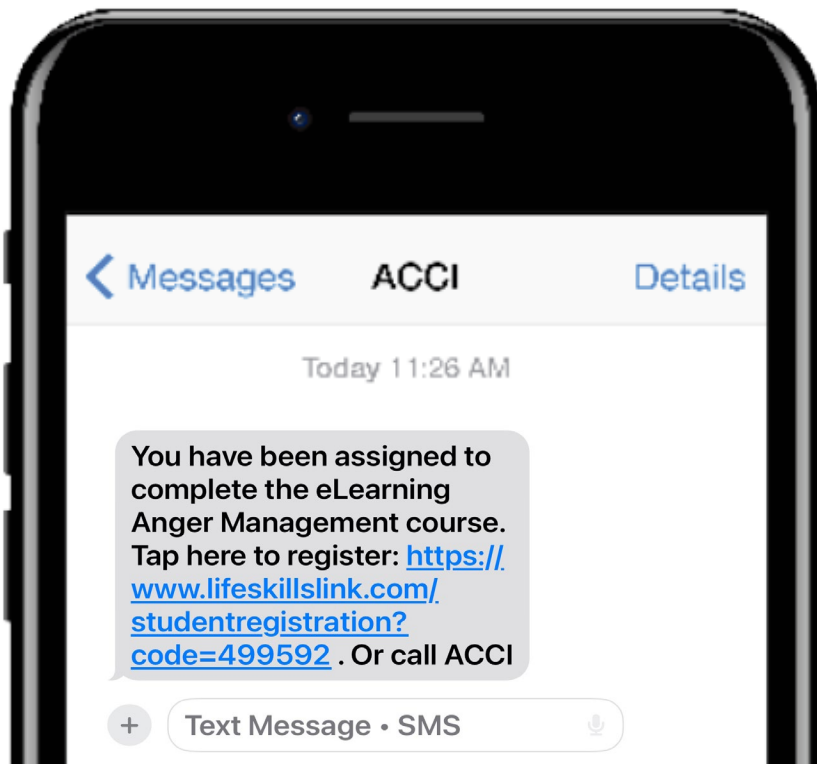 Messages ACCI Details
Today 11:26 AM
You have been assigned to
complete the eLearning
Anger Management course.
Tap here to register: https://
www.lifeskillslink.com/
studentregistration?
code=499592 . Or call ACCI
Text Message • SMS